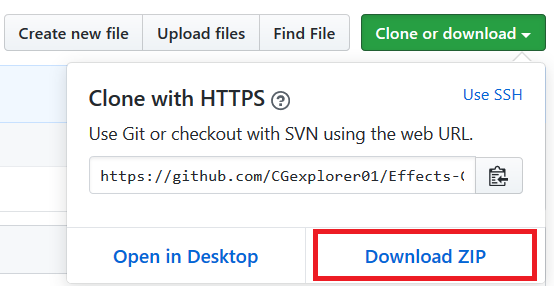 Create new file Upload files Find File Clone or download
Clone with HTTPS ?
Use SSH
Use Git or checkout with SVN using the web URL.
https://github.com/CGexplorer01/Effects-
Open in Desktop Download ZIP